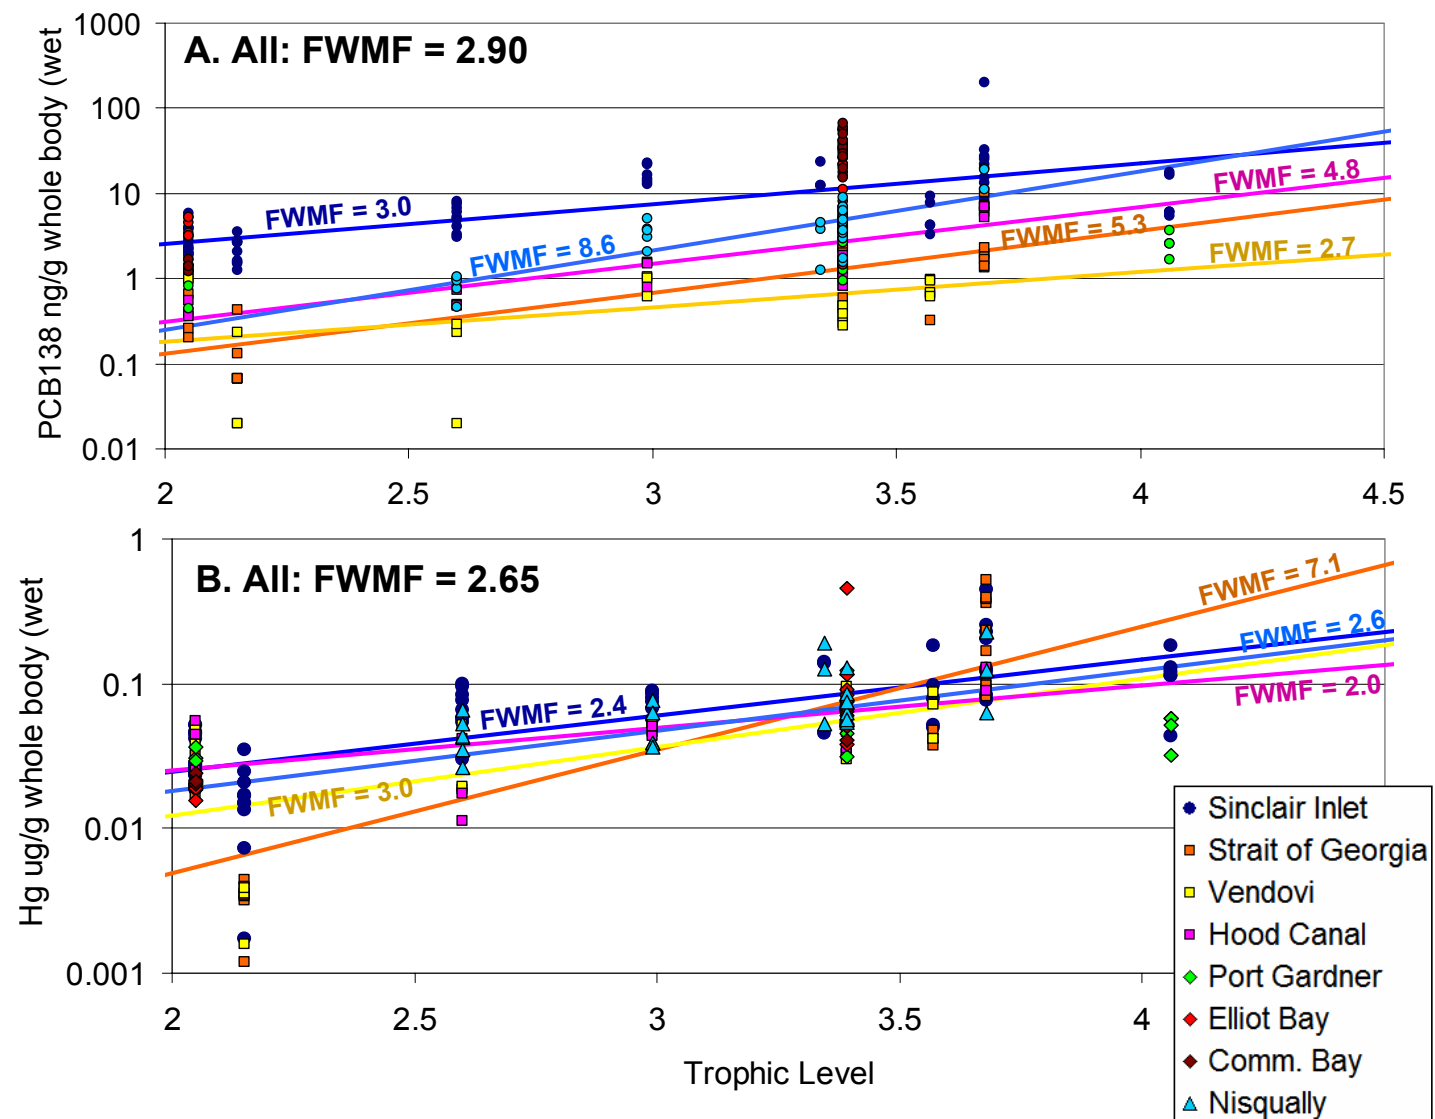 A. All: FWMF = 2.90
PCB138 ng/g whole body (wet
1000
100
10
1
0.1
0.01
FWMF = 3.0
FWMF = 8.6
FWMF = 4.8
FWMF = 5.3
FWMF = 2.7
2 2.5 3 3.5 4 4.5
B. All: FWMF = 2.65
Hg ug/g whole body (wet
1
0.1
0.01
0.001
FWMF = 7.1
FWMF = 2.6
FWMF = 2.4
FWMF = 2.0
FWMF = 3.0
2 2.5 3 3.5 4
Trophic Level
Sinclair Inlet
Strait of Georgia
Vendovi
Hood Canal
Port Gardner
Elliot Bay
Comm. Bay
Nisqually